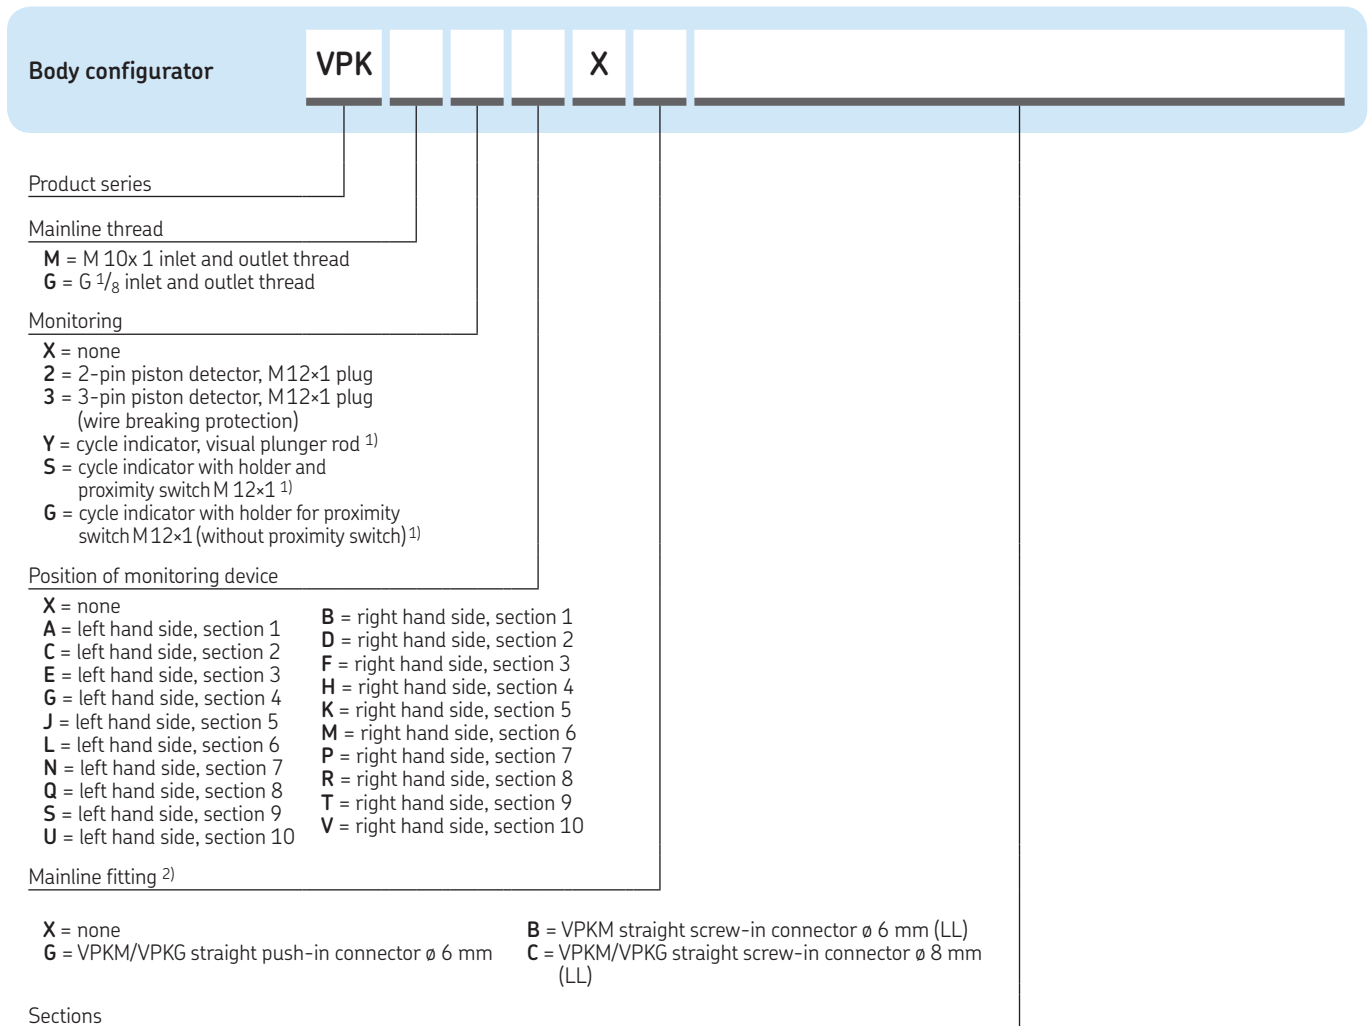 Body configurator VPK X
Product series
Mainline thread
M = M 10x 1 inlet and outlet thread
G = G 1/8 inlet and outlet thread
Monitoring
X = none
2 = 2-pin piston detector, M12×1 plug
3 = 3-pin piston detector, M12×1 plug
(wire breaking protection)
Y = cycle indicator, visual plunger rod 1)
S = cycle indicator with holder and
proximity switch M 12×1 1)
G = cycle indicator with holder for proximity
switch M12×1 (without proximity switch) 1)
Position of monitoring device
X = none
A = left hand side, section 1
C = left hand side, section 2
E = left hand side, section 3
G = left hand side, section 4
J = left hand side, section 5
L = left hand side, section 6
N = left hand side, section 7
Q = left hand side, section 8
S = left hand side, section 9
U = left hand side, section 10
B = right hand side, section 1
D = right hand side, section 2
F = right hand side, section 3
H = right hand side, section 4
K = right hand side, section 5
M = right hand side, section 6
P = right hand side, section 7
R = right hand side, section 8
T = right hand side, section 9
V = right hand side, section 10
Mainline fitting 2)
X = none
G = VPKM/VPKG straight push-in connector ø 6 mm
B = VPKM straight screw-in connector ø 6 mm (LL)
C = VPKM/VPKG straight screw-in connector ø 8 mm
(LL)
Sections